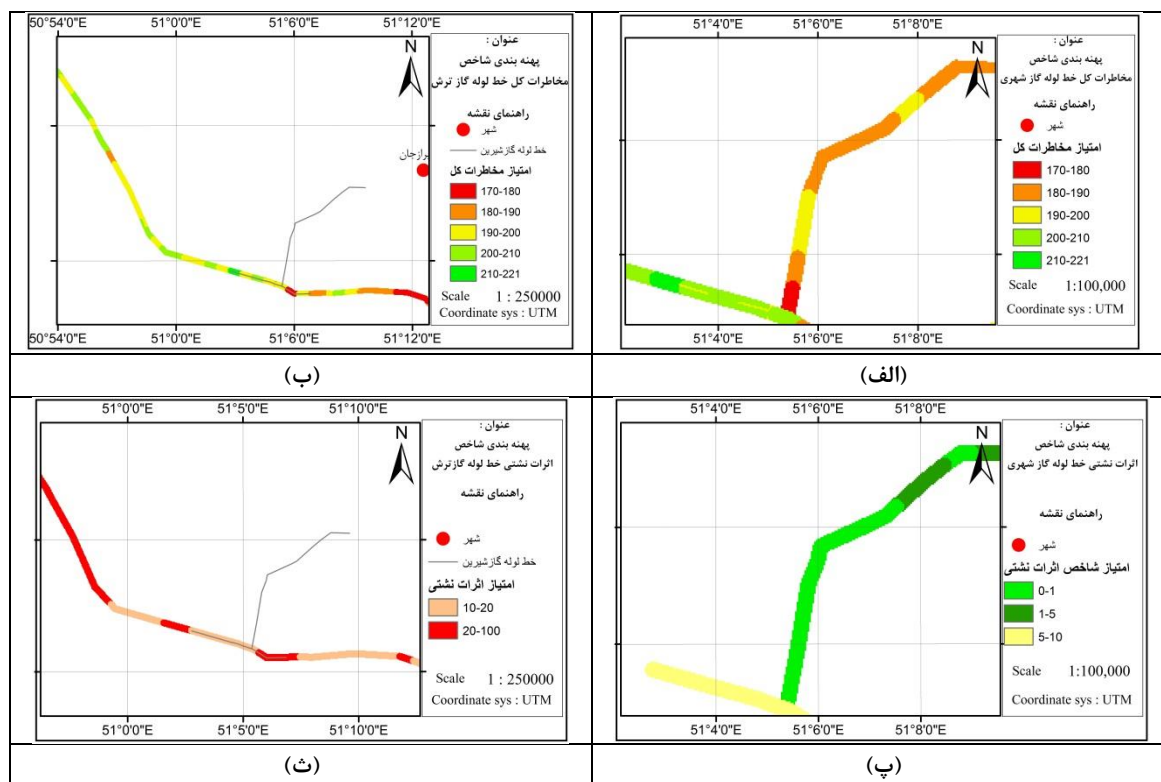 50°54'0"E 51°0'0"E 51°6'0"E 51°12'0"E
N
عنوان :
پهنه بندی شاخص
مخاطرات کل خط لوله گاز ترش
راهنمای نقشه
شهر
خط لوله گازشیرین
امتیاز مخاطرات کل
170-180
180-190
190-200
200-210
210-221
Scale 1 : 250000
Coordinate sys : UTM
برازجان
50°54'0"E 51°0'0"E 51°6'0"E 51°12'0"E
(ب)
51°4'0"E 51°6'0"E 51°8'0"E
N
عنوان :
پهنه بندی شاخص
مخاطرات کل خط لوله گاز شهری
راهنمای نقشه
شهر
امتیاز مخاطرات کل
170-180
180-190
190-200
200-210
210-221
Scale 1:100,000
Coordinate sys : UTM
51°4'0"E 51°6'0"E 51°8'0"E
(الف)
51°0'0"E 51°5'0"E 51°10'0"E
N
عنوان :
پهنه بندی شاخص
اثرات نشتی خط لوله گازترش
راهنمای نقشه
شهر
خط لوله گازشیرین
امتیاز اثرات نشتی
10-20
20-100
Scale 1 : 250000
Coordinate sys : UTM
51°0'0"E 51°5'0"E 51°10'0"E
(ث)
51°4'0"E 51°6'0"E 51°8'0"E
N
عنوان :
پهنه بندی شاخص
اثرات نشتی خط لوله گاز شهری
راهنمای نقشه
شهر
امتیاز شاخص اثرات نشتی
0-1
1-5
5-10
Scale 1:100,000
Coordinate sys : UTM
51°4'0"E 51°6'0"E 51°8'0"E
(پ)